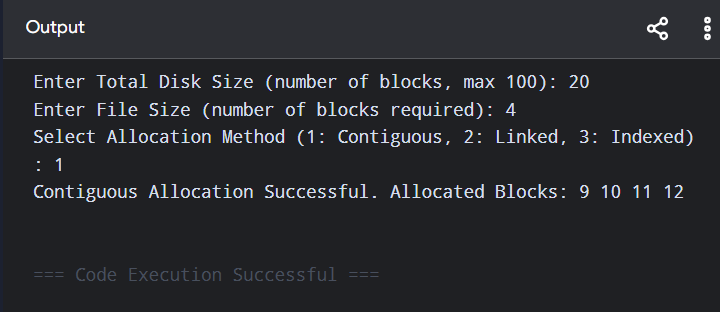 Output
Enter Total Disk Size (number of blocks, max 100): 20
Enter File Size (number of blocks required): 4
Select Allocation Method (1: Contiguous, 2: Linked, 3: Indexed)
: 1
Contiguous Allocation Successful. Allocated Blocks: 9 10 11 12
=== Code Execution Successful ===